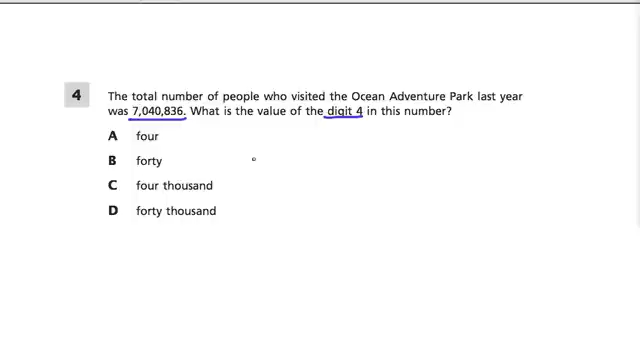 4
The total number of people who visited the Ocean Adventure Park last year
was 7,040,836. What is the value of the digit 4 in this number?
A four
B forty
C four thousand
D forty thousand